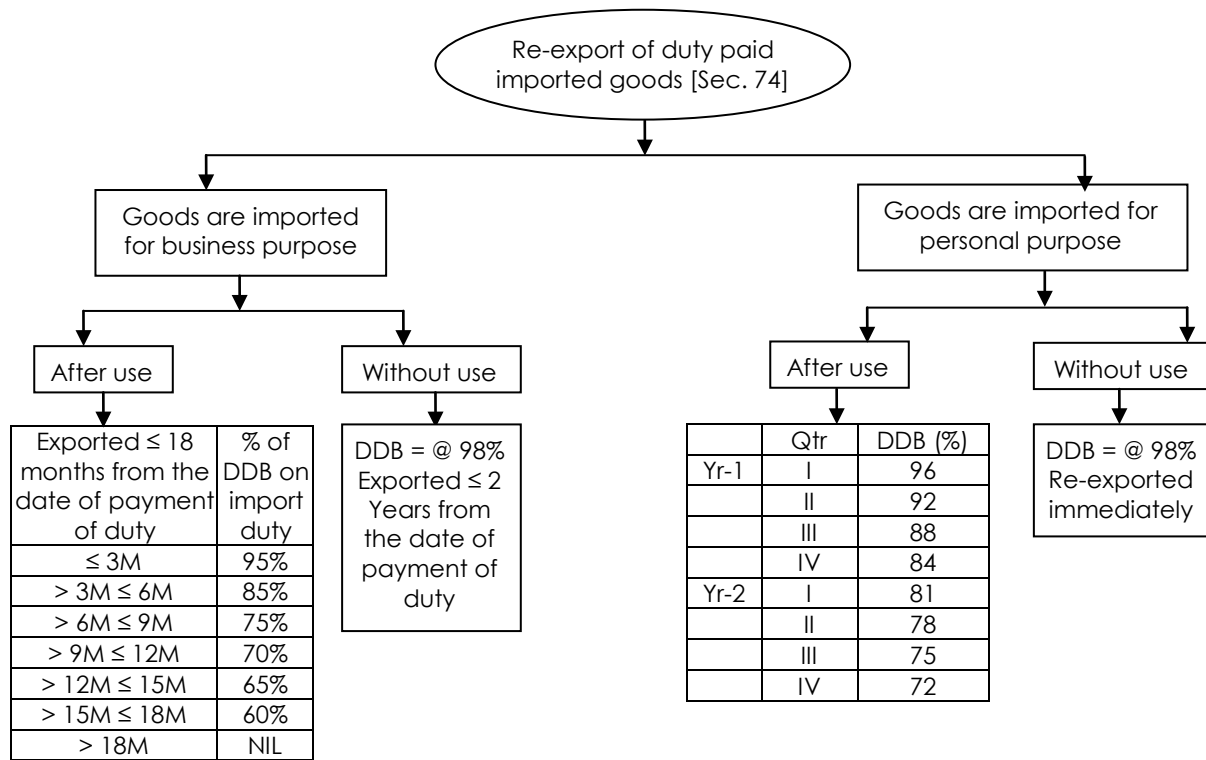 Re-export of duty paid
imported goods [Sec. 74]
Goods are imported
for business purpose
Goods are imported for
personal purpose
After use
Without use
After use
Without use
Exported ≤ 18
months from the
date of payment
of duty
% of
DDB on
import
duty
≤ 3M 95%
> 3M ≤ 6M 85%
> 6M ≤ 9M 75%
> 9M ≤ 12M 70%
> 12M ≤ 15M 65%
> 15M ≤ 18M 60%
> 18M NIL
DDB = @ 98%
Exported ≤ 2
Years from
the date of
payment of
duty
Qtr DDB (%)
Yr-1 I 96
II 92
III 88
IV 84
Yr-2 I 81
II 78
III 75
IV 72
DDB = @ 98%
Re-exported
immediately